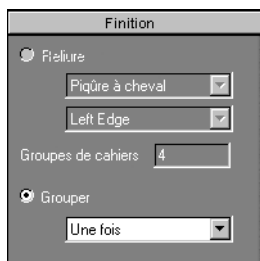 Finition
Reliure
Piqûre à cheval
Left Edge
Groupes de cahiers 4
Grouper
Une fois